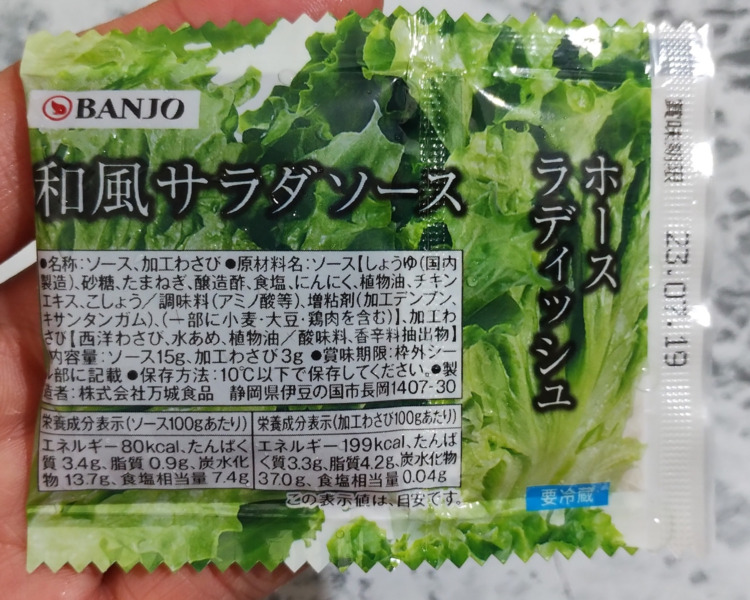 BANJO
和風サラダソース
ホース
ラディッシュ
●名称:ソース、加工わさび●原材料名:ソース【しょうゆ(国内
製造)、砂糖、たまねぎ、醸造酢、食塩、にんにく、植物油、チキン
エキス、こしょう/調味料(アミノ酸等)、増粘剤(加工デンプン、
キサンタンガム)、(一部に小麦・大豆・鶏肉を含む)】、加工わ
さび【西洋わさび、水あめ、植物油/酸味料、香辛料抽出物】
内容量:ソース15g、加工わさび3g●賞味期限:枠外シー
ル部に記載●保存方法:10℃以下で保存してください。●製
造者:株式会社万城食品 静岡県伊豆の国市長岡1407-30
栄養成分表示(ソース100gあたり)
エネルギー80kcal、たんぱく
質3.4g、脂質0.9g、炭水化
物13.7g、食塩相当量7.4g
栄養成分表示(加工わさび100gあたり)
エネルギー199kcal、たんぱ
く質3.3g、脂質4.2g、炭水化物
37.0g、食塩相当量0.04g
この表示値は、目安です。
要冷蔵
賞味期限
23.01.19